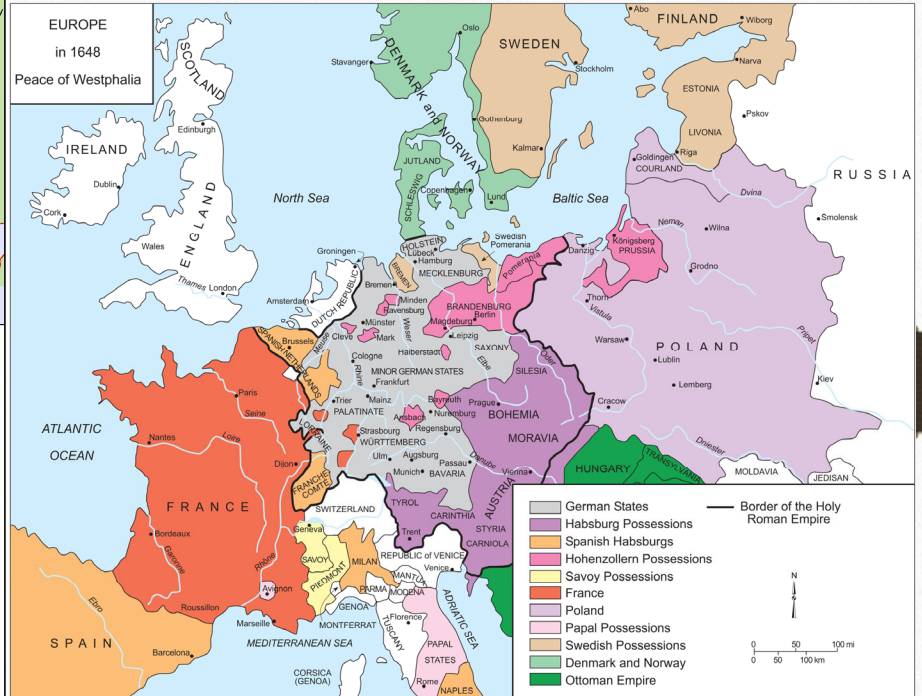 EUROPE
in 1648
Peace of Westphalia
SCOTLAND
Edinburgh
IRELAND
Dublin
Cork
ENGLAND
Wales
Thames
London
North Sea
DENMARK and NORWAY
Oslo
Stavanger
SWEDEN
Stockholm
Gothenburg
Kalmar
JUTLAND
SCHLESWIG
Copenhagen
Lund
Baltic Sea
FINLAND
Abo
Wiborg
Narva
ESTONIA
Pskov
LIVONIA
Riga
Goldingen
COURLAND
RUSSIA
Dvina
Smolensk
Neman
Wilna
Grodno
Danzig
Königsberg
PRUSSIA
Thorn
Vistula
Warsaw
POLAND
Lublin
Lemberg
Cracow
Pripet
Kiev
Dniester
MOLDAVIA
JEDISAN
HUNGARY
TRANSYLVANIA
Groningen
HOLSTEIN
Lübeck
Hamburg
Swedish
Pomerania
Pomerania
MECKLENBURG
BREMEN
Bremen
Amsterdam
DUTCH REPUBLIC
Minden
Ravensburg
BRANDENBURG
Berlin
Magdeburg
Münster
Cleve
Mark
Weser
Leipzig
Halberstadt
SAXONY
Elbe
Oder
SILESIA
SPANISH NETHERLANDS
Brussels
Meuse
Cologne
Rhine
MINOR GERMAN STATES
Frankfurt
Trier
Mainz
PALATINATE
Bayreuth
Ansbach
Nuremburg
Prague
BOHEMIA
MORAVIA
LORRAINE
Strasbourg
WÜRTTEMBERG
Regensburg
Ulm
Augsburg
Passau
Danube
Munich
BAVARIA
Vienna
AUSTRIA
Paris
Seine
Loire
Nantes
Dijon
FRANCHE
COMTÉ
ATLANTIC
OCEAN
FRANCE
Bordeaux
Garonne
Rhône
Avignon
Roussillon
Marseille
SWITZERLAND
Geneva
SAVOY
PIEDMONT
MILAN
TYROL
Trent
CARINTHIA
STYRIA
CARNIOLA
REPUBLIC of VENICE
Venice
MANTUA
PARMA
MODENA
GENOA
MONTFERRAT
Florence
TUSCANY
ADRIATIC SEA
PAPAL
STATES
Rome
NAPLES
CORSICA
(GENOA)
MEDITERRANEAN SEA
Ebro
SPAIN
Barcelona
German States
Habsburg Possessions
Spanish Habsburgs
Hohenzollern Possessions
Savoy Possessions
France
Poland
Papal Possessions
Swedish Possessions
Denmark and Norway
Ottoman Empire
Border of the Holy
Roman Empire
N
0 50 100 mi
0 50 100 km